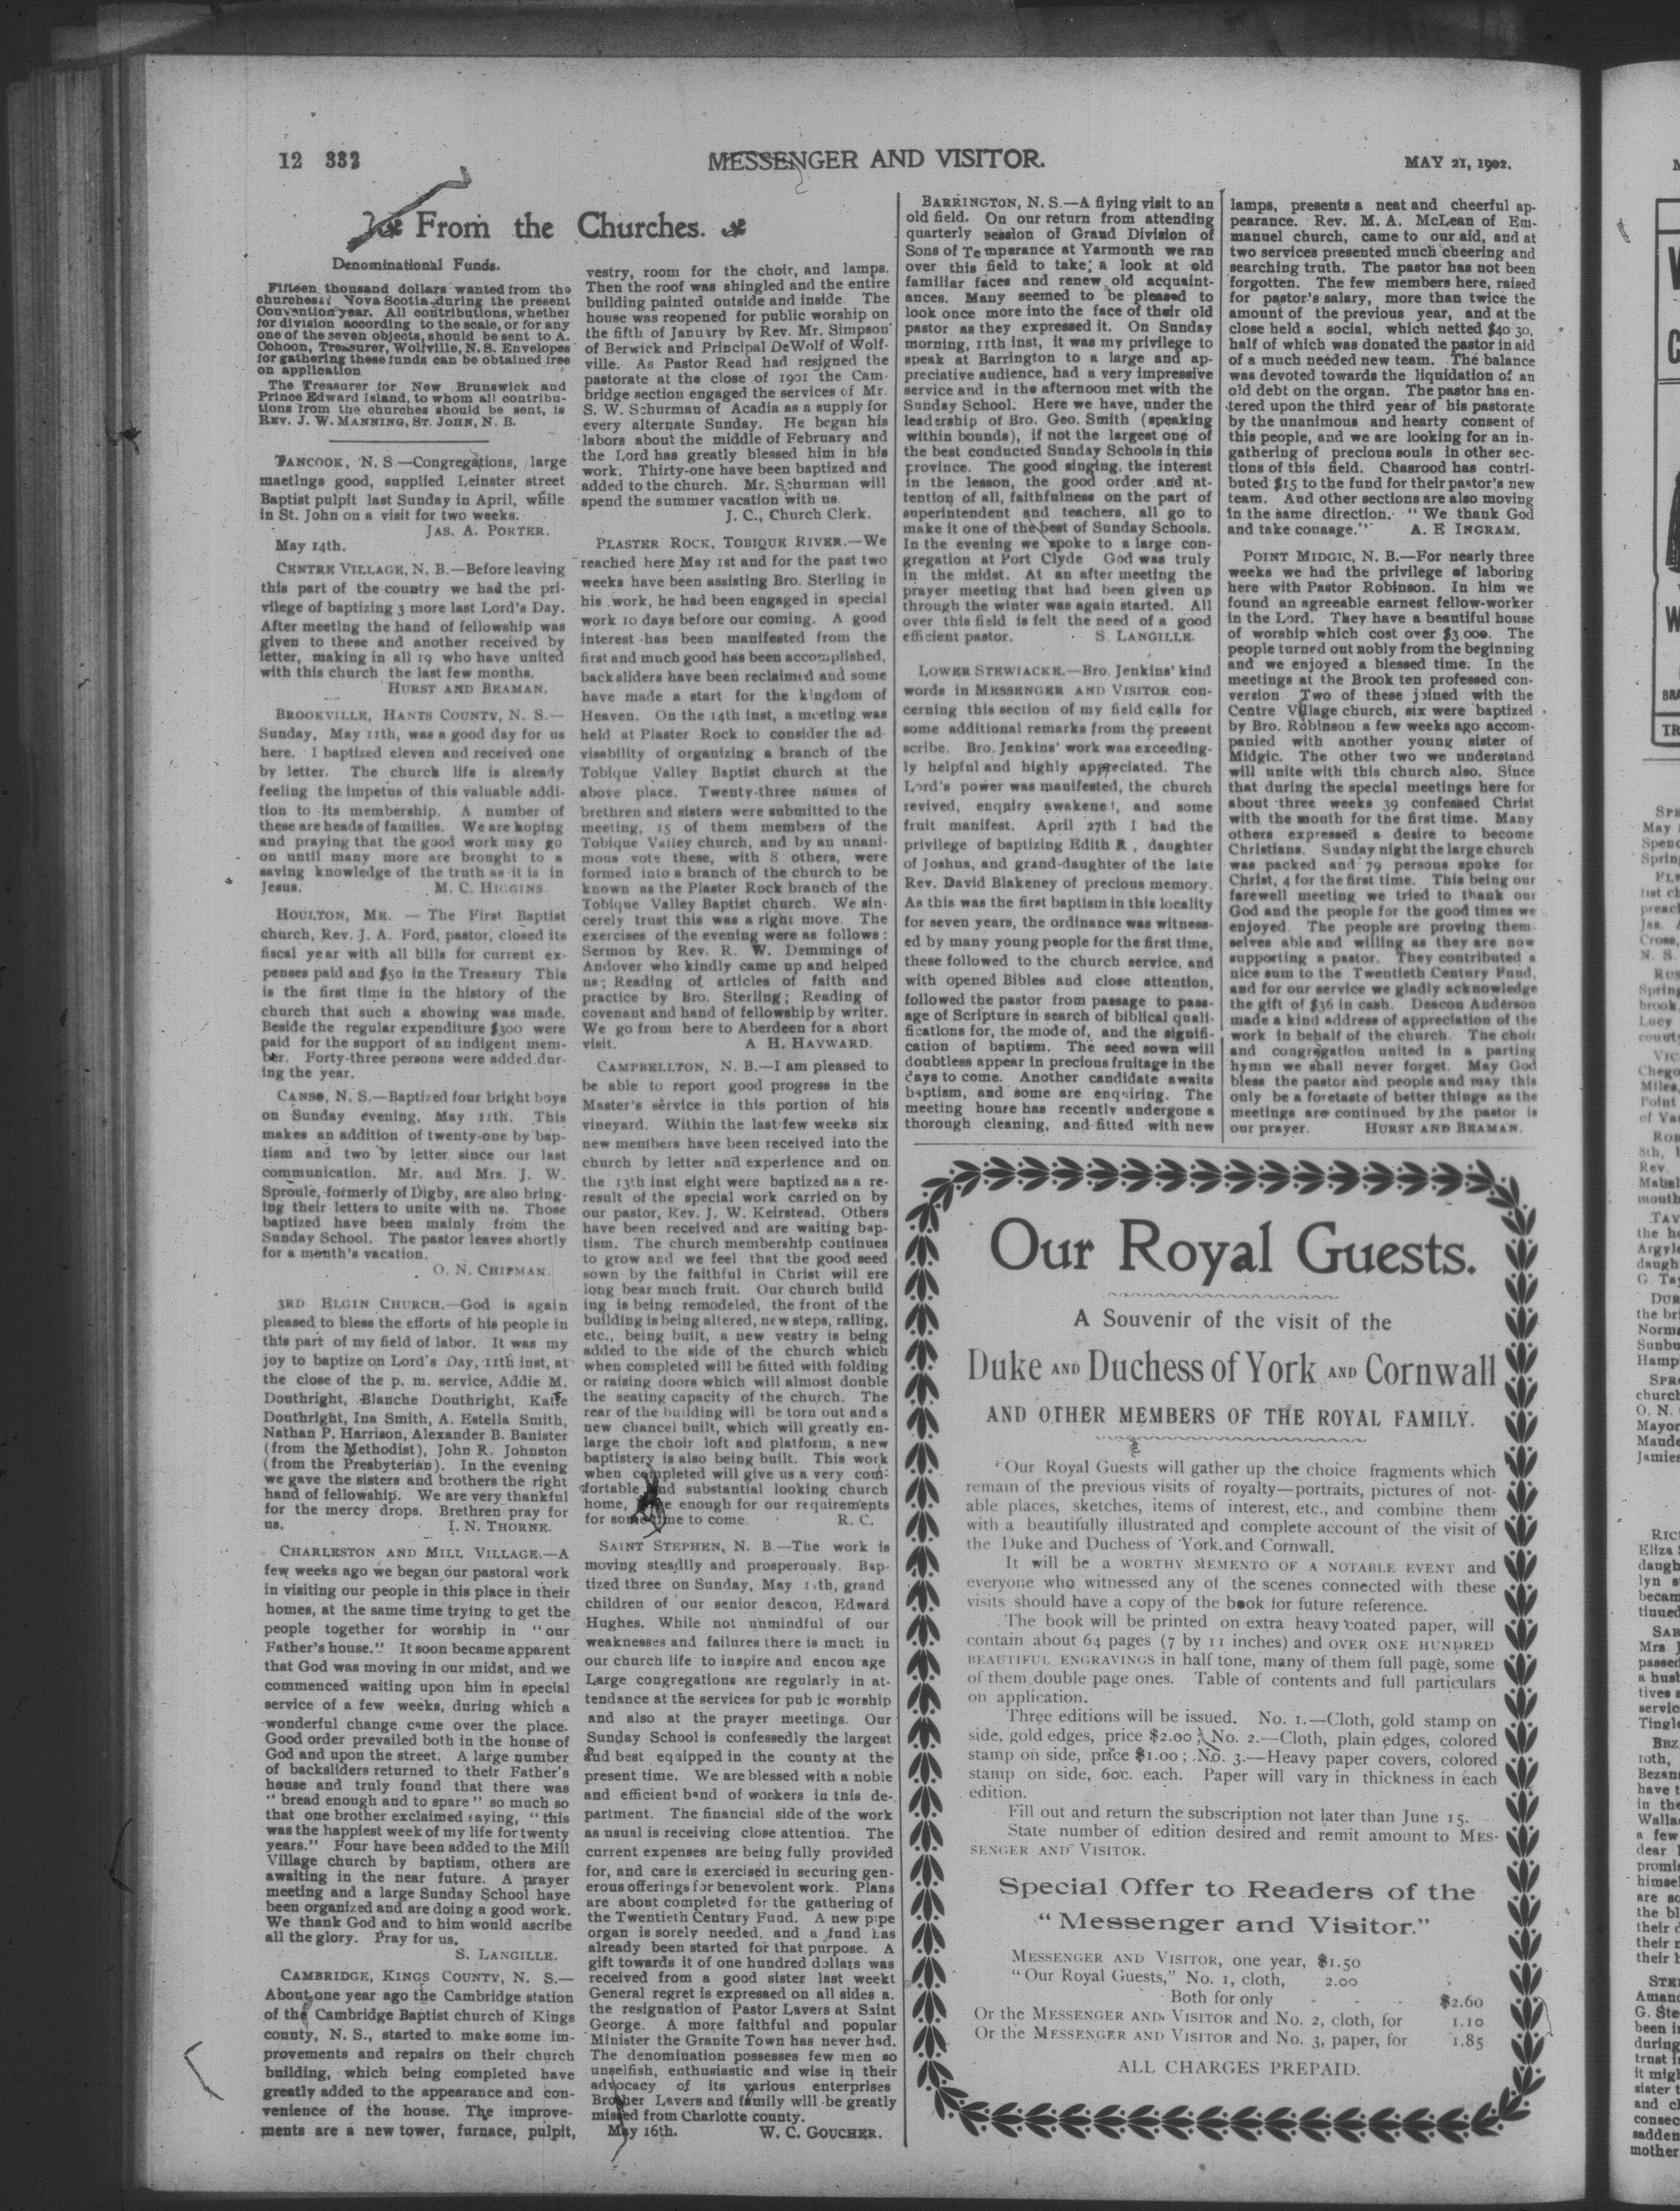 12 332
MESSENGER AND VISITOR.
MAY 21, 1902.
From the Churches.
Denominational Funds.
Fifteen thousand dollars wanted from the
churches of Nova Scotia during the present
Convention year. All contributions, whether
for division according to the scale, or for any
one of the seven objects, should be sent to A.
Cohoon, Treasurer, Wolfville, N. S. Envelopes
for gathering these funds can be obtained free
on application
The Treasurer for New Brunswick and
Prince Edward Island, to whom all contribu-
tions from the churches should be sent, is
REV. J. W. MANNING, ST. JOHN, N. B.
TANCOOK, N. S—Congregations, large
maetings good, supplied Leinster street
Baptist pulpit last Sunday in April, while
in St. John on a visit for two weeks.
JAS. A. PORTER.
May 14th.
CENTRE VILLAGE, N. B.—Before leaving
this part of the country we had the pri-
vilege of baptizing 3 more last Lord's Day.
After meeting the hand of fellowship was
given to these and another received by
letter, making in all 19 who have united
with this church the last few months.
HURST AND BEAMAN.
BROOKVILLE, HANTS COUNTY, N. S.—
Sunday, May 11th, was a good day for us
here. I baptized eleven and received one
by letter. The church life is already
feeling the impetus of this valuable addi-
tion to its membership. A number of
these are heads of families. We are hoping
and praying that the good work may go
on until many more are brought to a
saving knowledge of the truth as it is in
Jesus. M. C. HIGGINS.
HOULTON, ME. — The First Baptist
church, Rev. J. A. Ford, pastor, closed its
fiscal year with all bills for current ex-
penses paid and $50 in the Treasury This
is the first time in the history of the
church that such a showing was made.
Beside the regular expenditure $300 were
paid for the support of an indigent mem-
ber. Forty-three persons were added dur-
ing the year.
CANSO, N. S.—Baptized four bright boys
on Sunday evening, May 11th. This
makes an addition of twenty-one by bap-
tism and two by letter since our last
communication. Mr. and Mrs. J. W.
Sproule, formerly of Digby, are also bring-
ing their letters to unite with us. Those
baptized have been mainly from the
Sunday School. The pastor leaves shortly
for a month's vacation.
O. N. CHIPMAN.
3RD ELGIN CHURCH.—God is again
pleased to bless the efforts of his people in
this part of my field of labor. It was my
joy to baptize on Lord's Day, 11th inst, at
the close of the p. m. service, Addie M.
Douthright, Blanche Douthright, Katie
Douthright, Ina Smith, A. Estella Smith,
Nathan P. Harrison, Alexander B. Banister
(from the Methodist), John R. Johnston
(from the Presbyterian). In the evening
we gave the sisters and brothers the right
hand of fellowship. We are very thankful
for the mercy drops. Brethren pray for
us. I. N. THORNE.
CHARLESTON AND MILL VILLAGE.—A
few weeks ago we began our pastoral work
in visiting our people in this place in their
homes, at the same time trying to get the
people together for worship in "our
Father's house." It soon became apparent
that God was moving in our midst, and we
commenced waiting upon him in special
service of a few weeks, during which a
wonderful change came over the place.
Good order prevailed both in the house of
God and upon the street. A large number
of backsliders returned to their Father's
house and truly found that there was
"bread enough and to spare" so much so
that one brother exclaimed saying, "this
was the happiest week of my life for twenty
years." Four have been added to the Mill
Village church by baptism, others are
awaiting in the near future. A prayer
meeting and a large Sunday School have
been organized and are doing a good work.
We thank God and to him would ascribe
all the glory. Pray for us.
S. LANGILLE.
CAMBRIDGE, KINGS COUNTY, N. S.—
About one year ago the Cambridge station
of the Cambridge Baptist church of Kings
county, N. S., started to make some im-
provements and repairs on their church
building, which being completed have
greatly added to the appearance and con-
venience of the house. The improve-
ments are a new tower, furnace, pulpit,
vestry, room for the choir, and lamps.
Then the roof was shingled and the entire
building painted outside and inside. The
house was reopened for public worship on
the fifth of January by Rev. Mr. Simpson
of Berwick and Principal DeWolf of Wolf-
ville. As Pastor Read had resigned the
pastorate at the close of 1901 the Cam-
bridge section engaged the services of Mr.
S. W. Schurman of Acadia as a supply for
every alternate Sunday. He began his
labors about the middle of February and
the Lord has greatly blessed him in his
work. Thirty-one have been baptized and
added to the church. Mr. Schurman will
spend the summer vacation with us.
J. C., Church Clerk.
PLASTER ROCK, TOBIQUE RIVER.—We
reached here May 1st and for the past two
weeks have been assisting Bro. Sterling in
his work, he had been engaged in special
work 10 days before our coming. A good
interest has been manifested from the
first and much good has been accomplished,
backsliders have been reclaimed and some
have made a start for the kingdom of
Heaven. On the 14th inst, a meeting was
held at Plaster Rock to consider the ad-
visability of organizing a branch of the
Tobique Valley Baptist church at the
above place. Twenty-three names of
brethren and sisters were submitted to the
meeting, 15 of them members of the
Tobique Valley church, and by an unani-
mous vote these, with 8 others, were
formed into a branch of the church to be
known as the Plaster Rock branch of the
Tobique Valley Baptist church. We sin-
cerely trust this was a right move. The
exercises of the evening were as follows:
Sermon by Rev. R. W. Demmings of
Andover who kindly came up and helped
us; Reading of articles of faith and
practice by Bro. Sterling; Reading of
covenant and hand of fellowship by writer.
We go from here to Aberdeen for a short
visit. A H. HAYWARD.
CAMPBELLTON, N. B.—I am pleased to
be able to report good progress in the
Master's service in this portion of his
vineyard. Within the last few weeks six
new members have been received into the
church by letter and experience and on
the 13th inst eight were baptized as a re-
result of the special work carried on by
our pastor, Rev. J. W. Keirstead. Others
have been received and are waiting bap-
tism. The church membership continues
to grow and we feel that the good seed
sown by the faithful in Christ will ere
long bear much fruit. Our church build
ing is being remodeled, the front of the
building is being altered, new steps, railing,
etc., being built, a new vestry is being
added to the side of the church which
when completed will be fitted with folding
or raising doors which will almost double
the seating capacity of the church. The
rear of the building will be torn out and a
new chancel built, which will greatly en-
large the choir loft and platform, a new
baptistery is also being built. This work
when completed will give us a very com-
fortable and substantial looking church
home, enough for our requirements
for some time to come. R. C.
SAINT STEPHEN, N. B.—The work is
moving steadily and prosperously. Bap-
tized three on Sunday, May 11th, grand
children of our senior deacon, Edward
Hughes. While not unmindful of our
weaknesses and failures there is much in
our church life to inspire and encou age
Large congregations are regularly in at-
tendance at the services for pub ic worship
and also at the prayer meetings. Our
Sunday School is confessedly the largest
and best equipped in the county at the
present time. We are blessed with a noble
and efficient band of workers in this de-
partment. The financial side of the work
as usual is receiving close attention. The
current expenses are being fully provided
for, and care is exercised in securing gen-
erous offerings for benevolent work. Plans
are about completed for the gathering of
the Twentieth Century Fund. A new pipe
organ is sorely needed, and a fund has
already been started for that purpose. A
gift towards it of one hundred dollars was
received from a good sister last weekt
General regret is expressed on all sides a.
the resignation of Pastor Lavers at Saint
George. A more faithful and popular
Minister the Granite Town has never had.
The denomination possesses few men so
unselfish, enthusiastic and wise in their
advocacy of its various enterprises
Brother Lavers and family will be greatly
missed from Charlotte county.
May 16th. W. C. GOUCHER.
BARRINGTON, N. S.—A flying visit to an
old field. On our return from attending
quarterly session of Grand Division of
Sons of Temperance at Yarmouth we ran
over this field to take a look at old
familiar faces and renew old acquaint-
ances. Many seemed to be pleased to
look once more into the face of their old
pastor as they expressed it. On Sunday
morning, 11th inst, it was my privilege to
speak at Barrington to a large and ap-
preciative audience, had a very impressive
service and in the afternoon met with the
Sunday School. Here we have, under the
leadership of Bro. Geo. Smith (speaking
within bounds), if not the largest one of
the best conducted Sunday Schools in this
province. The good singing, the interest
in the lesson, the good order and at-
tention of all, faithfulness on the part of
superintendent and teachers, all go to
make it one of the best of Sunday Schools.
In the evening we spoke to a large con-
gregation at Port Clyde God was truly
in the midst. At an after meeting the
prayer meeting that had been given up
through the winter was again started. All
over this field is felt the need of a good
efficient pastor. S. LANGILLE.
LOWER STEWIACKE.—Bro. Jenkins' kind
words in MESSENGER AND VISITOR con-
cerning this section of my field calls for
some additional remarks from the present
scribe. Bro. Jenkins' work was exceeding-
ly helpful and highly appreciated. The
Lord's power was manifested, the church
revived, enquiry awakened, and some
fruit manifest. April 27th I had the
privilege of baptizing Edith R , daughter
of Joshua, and grand-daughter of the late
Rev. David Blakeney of precious memory.
As this was the first baptism in this locality
for seven years, the ordinance was witness-
ed by many young people for the first time,
these followed to the church service, and
with opened Bibles and close attention,
followed the pastor from passage to pass-
age of Scripture in search of biblical quali-
fications for, the mode of, and the signifi-
cation of baptism. The seed sown will
doubtless appear in precious fruitage in the
days to come. Another candidate awaits
baptism, and some are enquiring. The
meeting house has recently undergone a
thorough cleaning, and fitted with new
lamps, presents a neat and cheerful ap-
pearance. Rev. M. A. McLean of Em-
manuel church, came to our aid, and at
two services presented much cheering and
searching truth. The pastor has not been
forgotten. The few members here, raised
for pastor's salary, more than twice the
amount of the previous year, and at the
close held a social, which netted $40 30,
half of which was donated the pastor in aid
of a much needed new team. The balance
was devoted towards the liquidation of an
old debt on the organ. The pastor has en-
tered upon the third year of his pastorate
by the unanimous and hearty consent of
this people, and we are looking for an in-
gathering of precious souls in other sec-
tions of this field. Chasrood has contri-
buted $15 to the fund for their pastor's new
team. And other sections are also moving
in the same direction. "We thank God
and take conaage." A. E INGRAM.
POINT MIDGIC, N. B.—For nearly three
weeks we had the privilege of laboring
here with Pastor Robinson. In him we
found an agreeable earnest fellow-worker
in the Lord. They have a beautiful house
of worship which cost over $3 000. The
people turned out nobly from the beginning
and we enjoyed a blessed time. In the
meetings at the Brook ten professed con-
version Two of these joined with the
Centre Village church, six were baptized
by Bro. Robinson a few weeks ago accom-
panied with another young sister of
Midgic. The other two we understand
will unite with this church also. Since
that during the special meetings here for
about three weeks 39 confessed Christ
with the mouth for the first time. Many
others expressed a desire to become
Christians. Sunday night the large church
was packed and 79 persons spoke for
Christ, 4 for the first time. This being our
farewell meeting we tried to thank our
God and the people for the good times we
enjoyed. The people are proving them-
selves able and willing as they are now
supporting a pastor. They contributed a
nice sum to the Twentieth Century Fund,
and for our service we gladly acknowledge
the gift of $36 in cash. Deacon Anderson
made a kind address of appreciation of the
work in behalf of the church. The choir
and congregation united in a parting
hymn we shall never forget. May God
bless the pastor and people and may this
only be a foretaste of better things as the
meetings are continued by the pastor is
our prayer. HURST AND BEAMAN.
Our Royal Guests.
A Souvenir of the visit of the
Duke AND Duchess of York AND Cornwall
AND OTHER MEMBERS OF THE ROYAL FAMILY.
Our Royal Guests will gather up the choice fragments which
remain of the previous visits of royalty—portraits, pictures of not-
able places, sketches, items of interest, etc., and combine them
with a beautifully illustrated and complete account of the visit of
the Duke and Duchess of York and Cornwall.
It will be a WORTHY MEMENTO OF A NOTABLE EVENT and
everyone who witnessed any of the scenes connected with these
visits should have a copy of the book for future reference.
The book will be printed on extra heavy coated paper, will
contain about 64 pages (7 by 11 inches) and OVER ONE HUNDRED
BEAUTIFUL ENGRAVINGS in half tone, many of them full page, some
of them double page ones. Table of contents and full particulars
on application.
Three editions will be issued. No. 1.—Cloth, gold stamp on
side, gold edges, price $2.00; No. 2.—Cloth, plain edges, colored
stamp on side, price $1.00; No. 3.—Heavy paper covers, colored
stamp on side, 60c. each. Paper will vary in thickness in each
edition.
Fill out and return the subscription not later than June 15.
State number of edition desired and remit amount to MES-
SENGER AND VISITOR.
Special Offer to Readers of the
"Messenger and Visitor."
MESSENGER AND VISITOR, one year, $1.50
"Our Royal Guests," No. 1, cloth, 2.00
Both for only - - - $2.60
Or the MESSENGER AND VISITOR and No. 2, cloth, for 1.10
Or the MESSENGER AND VISITOR and No. 3, paper, for 1.85
ALL CHARGES PREPAID.